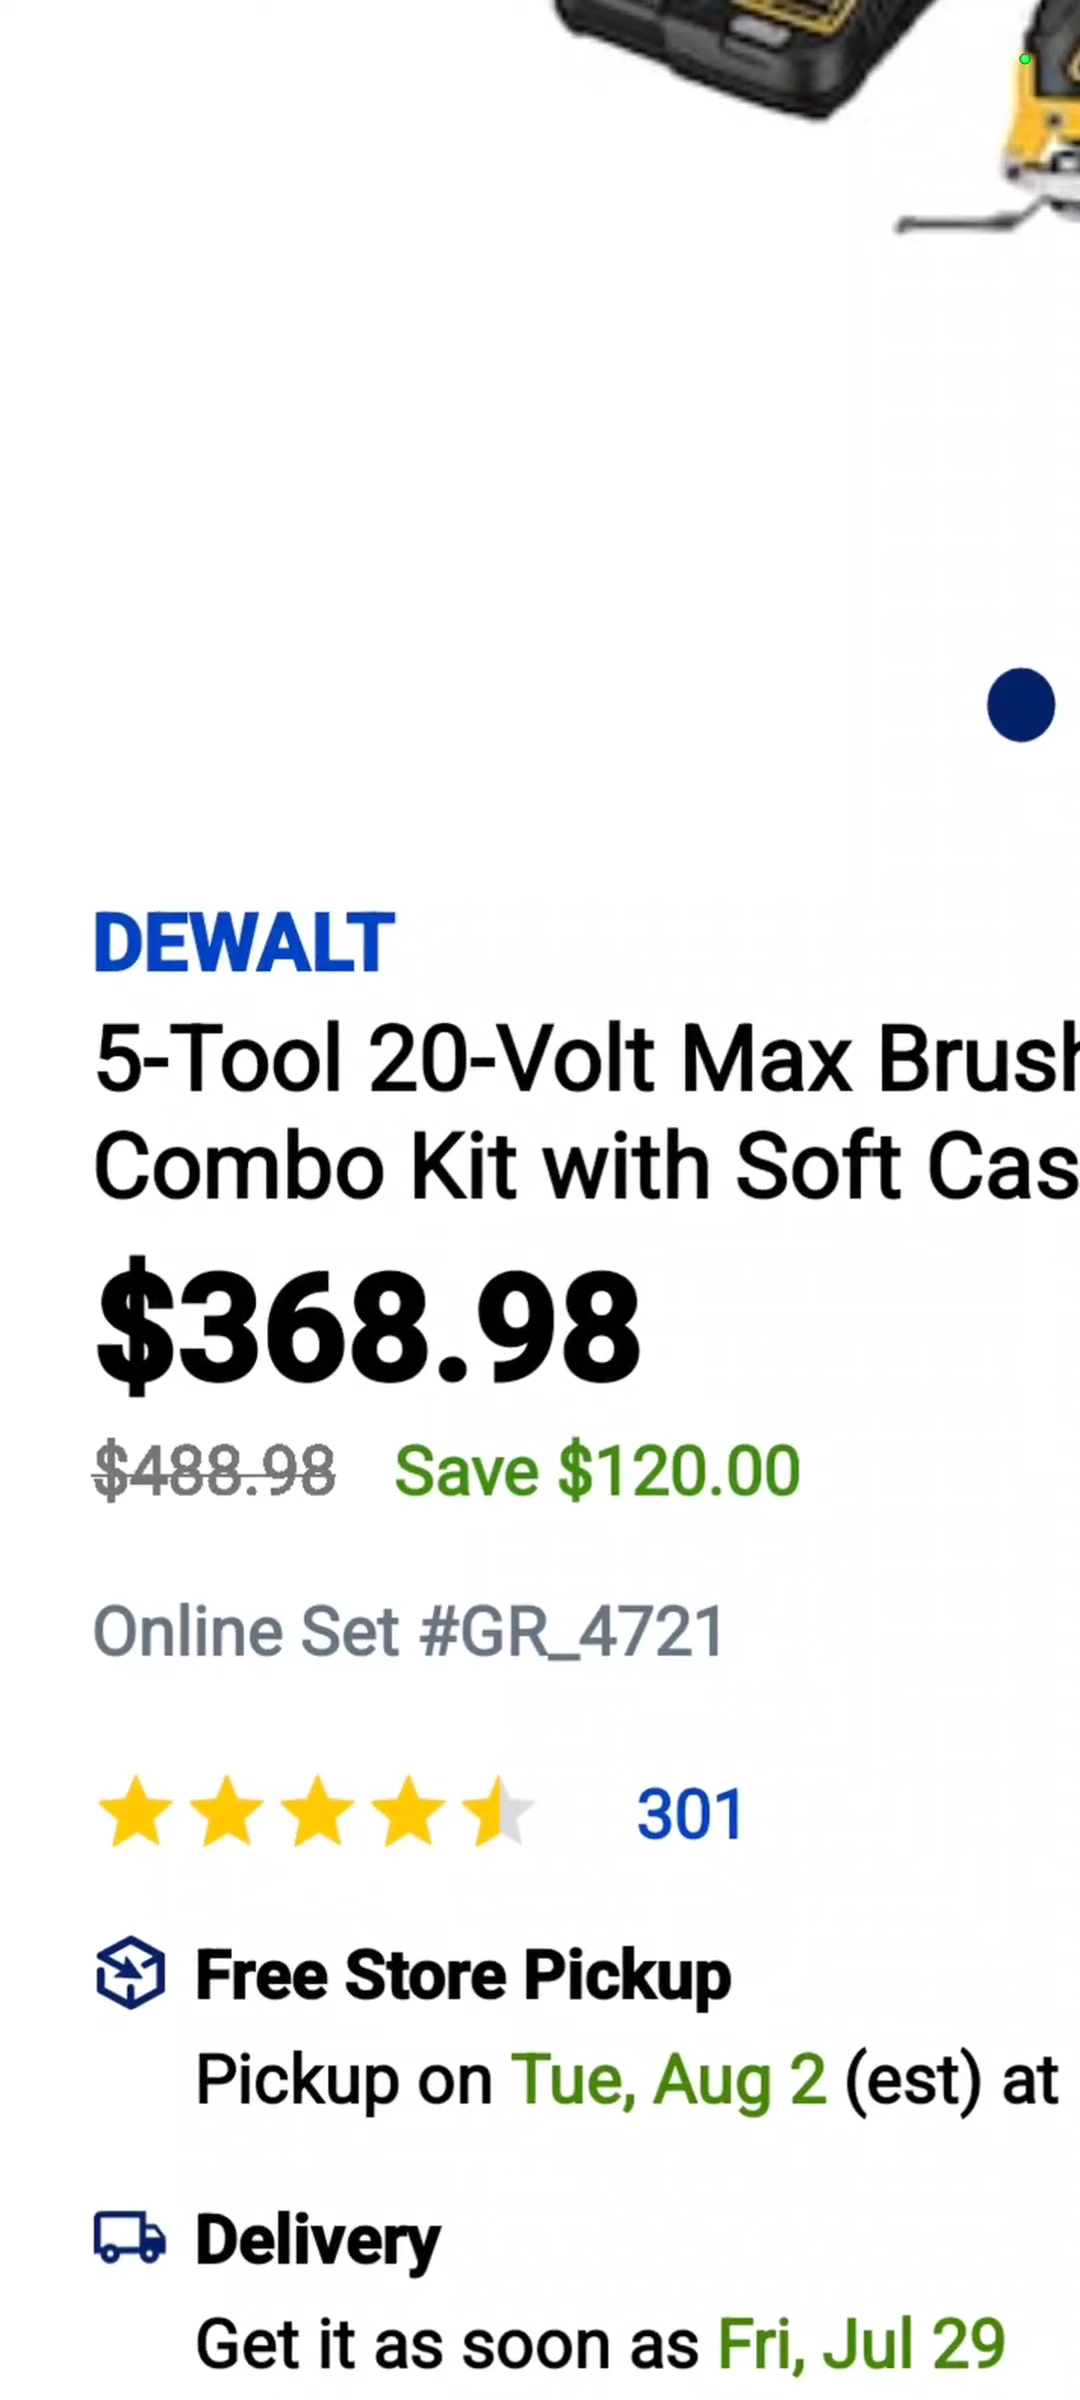 DEWALT
5-Tool 20-Volt Max Brush
Combo Kit with Soft Cas
$368.98
$488.98 Save $120.00
Online Set #GR_4721
301
Free Store Pickup
Pickup on Tue, Aug 2 (est) at
Delivery
Get it as soon as Fri, Jul 29